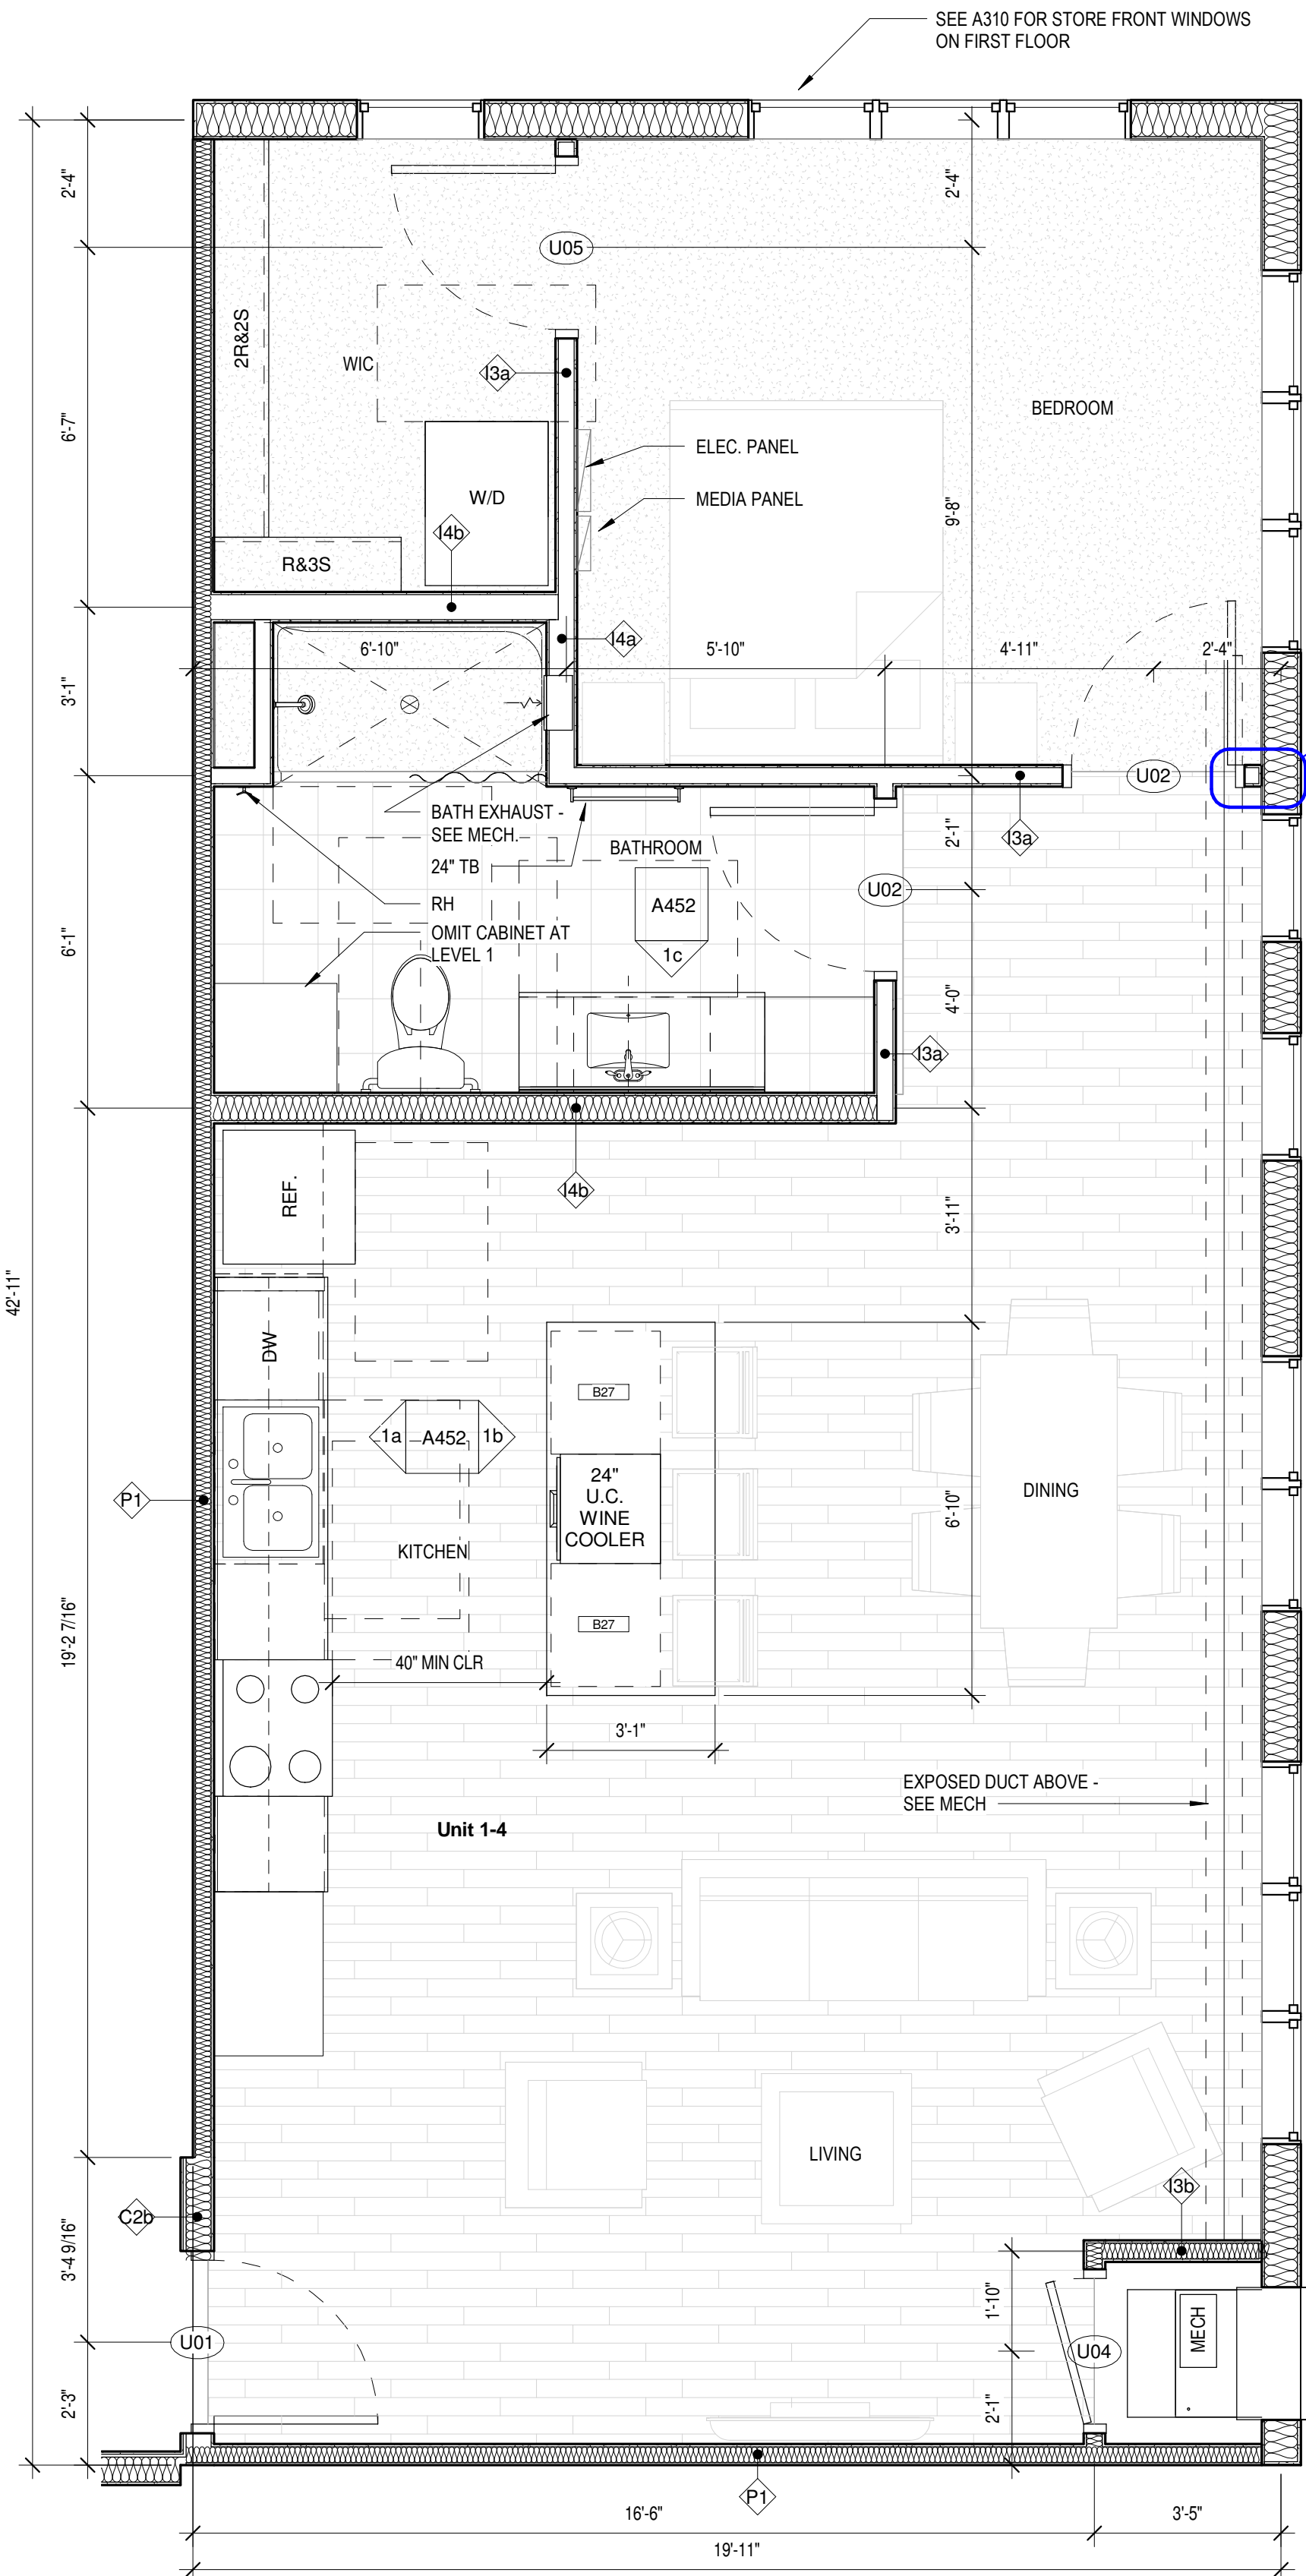 SEE A310 FOR STORE FRONT WINDOWS
ON FIRST FLOOR
2'-4"
2'-4"
U05
2R&2S
WIC
I3a
BEDROOM
6'-7"
ELEC. PANEL
W/D
MEDIA PANEL
9'-8"
I4b
R&3S
I4a
6'-10"
5'-10"
4'-11"
2'-4"
3'-1"
U02
BATH EXHAUST -
SEE MECH.
24" TB
BATHROOM
2'-1"
I3a
RH
A452
1c
U02
OMIT CABINET AT
LEVEL 1
6'-1"
4'-0"
I3a
REF.
I4b
3'-11"
42'-11"
DW
B27
1a
A452
1b
24"
U.C.
WINE
COOLER
P1
DINING
6'-10"
KITCHEN
B27
19'-2 7/16"
40" MIN CLR
3'-1"
EXPOSED DUCT ABOVE -
SEE MECH
Unit 1-4
LIVING
I3b
C2b
3'-4 9/16"
1'-10"
U01
U04
MECH
2'-3"
2'-1"
P1
16'-6"
3'-5"
19'-11"